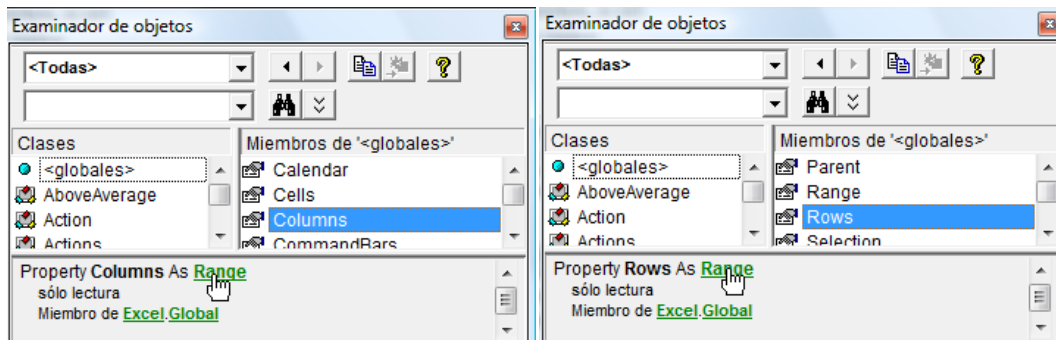 Examinador de objetos
<Todas>
Clases
Miembros de '<globales>'
<globales>
AboveAverage
Action
Actions
Calendar
Cells
Columns
CommandBars
Property Columns As Range
sólo lectura
Miembro de Excel.Global
Examinador de objetos
<Todas>
Clases
Miembros de '<globales>'
<globales>
AboveAverage
Action
Actions
Parent
Range
Rows
Selection
Property Rows As Range
sólo lectura
Miembro de Excel.Global